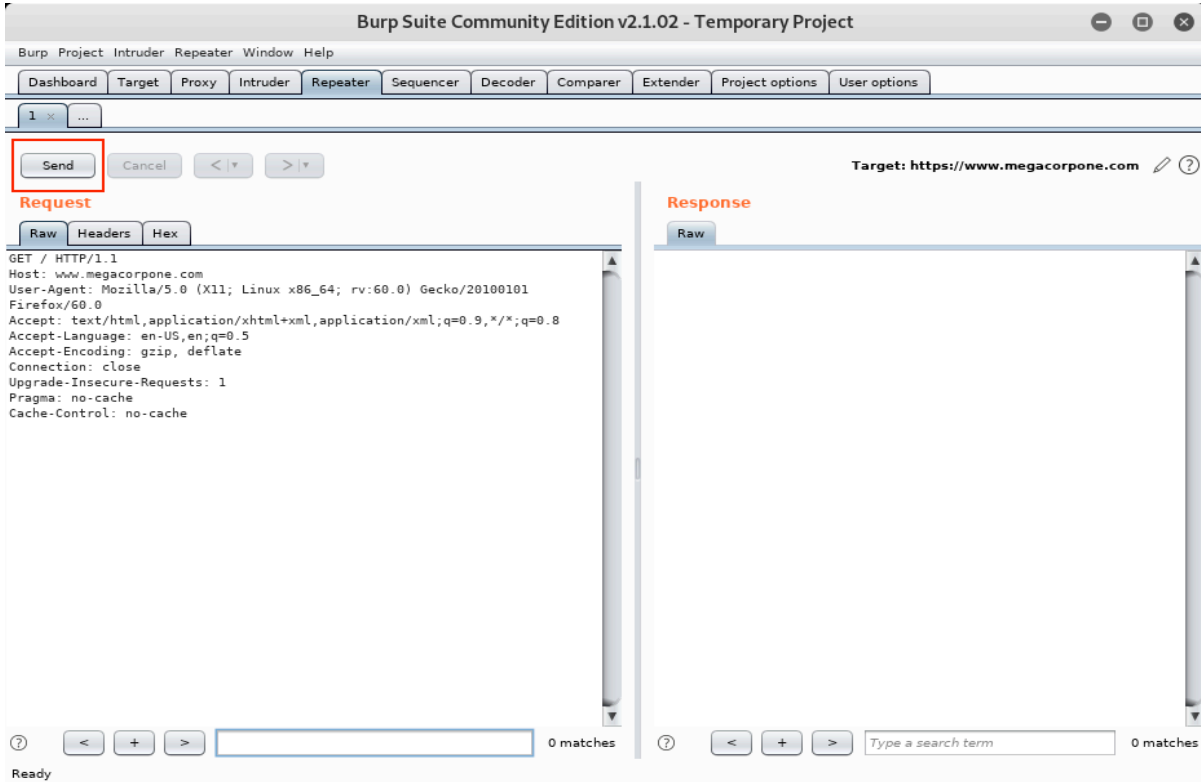 Burp Suite Community Edition v2.1.02 - Temporary Project
Burp Project Intruder Repeater Window Help
Dashboard Target Proxy Intruder Repeater Sequencer Decoder Comparer Extender Project options User options
1 × ...
Send Cancel < | ▾ > | ▾ Target: https://www.megacorpone.com ?
Request
Raw Headers Hex
GET / HTTP/1.1
Host: www.megacorpone.com
User-Agent: Mozilla/5.0 (X11; Linux x86_64; rv:60.0) Gecko/20100101
Firefox/60.0
Accept: text/html,application/xhtml+xml,application/xml;q=0.9,*/*;q=0.8
Accept-Language: en-US,en;q=0.5
Accept-Encoding: gzip, deflate
Connection: close
Upgrade-Insecure-Requests: 1
Pragma: no-cache
Cache-Control: no-cache
? < + > 0 matches
Response
Raw
? < + > Type a search term 0 matches
Ready